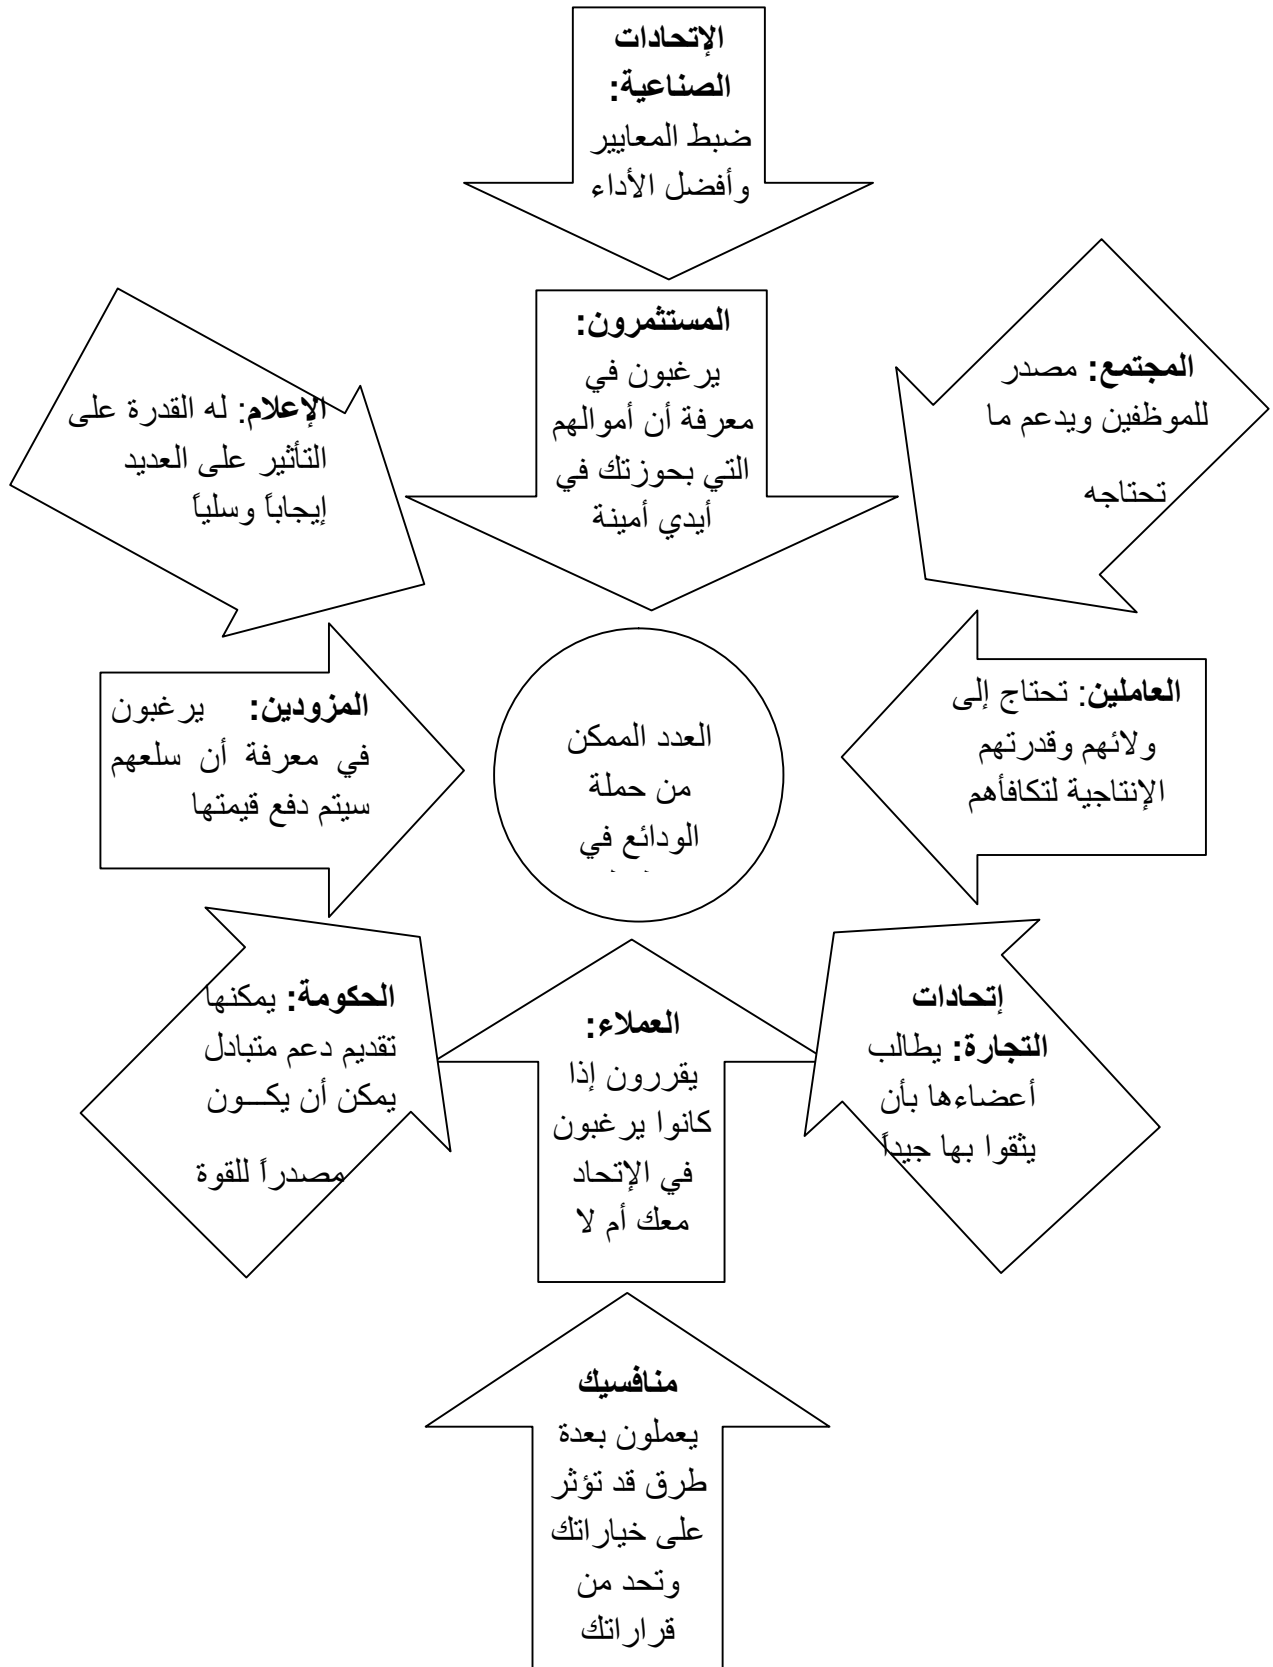 الإتحادات
الصناعية:
ضبط المعايير
وأفضل الأداء
المستثمرون:
يرغبون في
معرفة أن أموالهم
التي بحوزتك في
أيدي أمينة
المجتمع: مصدر
للموظفين ويدعم ما
تحتاجه
الإعلام: له القدرة على
التأثير على العديد
إيجاباً وسلياً
العاملين: تحتاج إلى
ولائهم وقدرتهم
الإنتاجية لتكافأهم
العدد الممكن
من حملة
الودائع في
المزودين: يرغبون
في معرفة أن سلعهم
سيتم دفع قيمتها
إتحادات
التجارة: يطالب
أعضاءها بأن
يثقوا بها جيداً
العملاء:
يقررون إذا
كانوا يرغبون
في الإتحاد
معك أم لا
الحكومة: يمكنها
تقديم دعم متبادل
يمكن أن يكـــون
مصدراً للقوة
منافسيك
يعملون بعدة
طرق قد تؤثر
على خياراتك
وتحد من
قراراتك